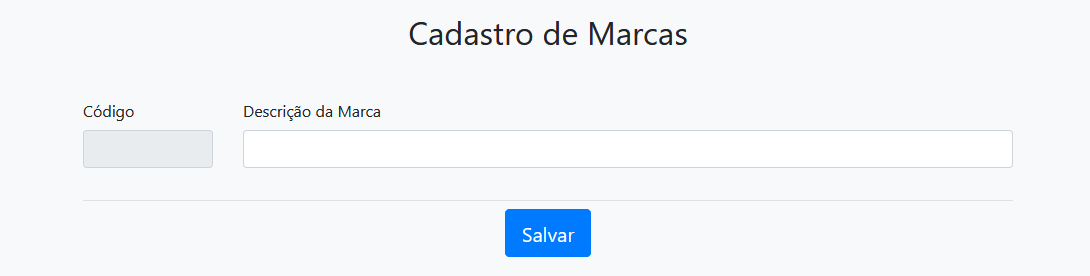 Cadastro de Marcas
Código
Descrição da Marca
Salvar